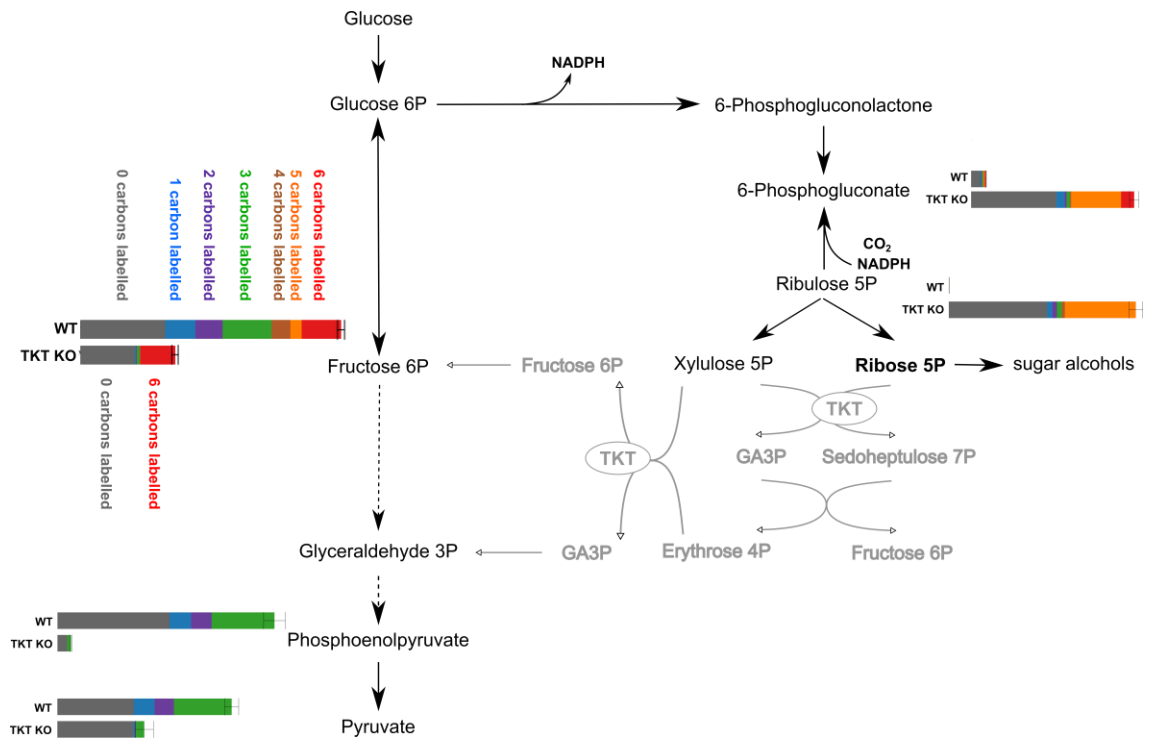 Glucose
NADPH
Glucose 6P
6-Phosphogluconolactone
0 carbons labelled
1 carbon labelled
2 carbons labelled
3 carbons labelled
4 carbons labelled
5 carbons labelled
6 carbons labelled
6-Phosphogluconate
WT
TKT KO
CO2
NADPH
Ribulose 5P
WT
TKT KO
WT
TKT KO
Fructose 6P
Fructose 6P
Xylulose 5P
Ribose 5P
sugar alcohols
0 carbons labelled
6 carbons labelled
TKT
TKT
GA3P
Sedoheptulose 7P
Glyceraldehyde 3P
GA3P
Erythrose 4P
Fructose 6P
WT
TKT KO
Phosphoenolpyruvate
WT
TKT KO
Pyruvate